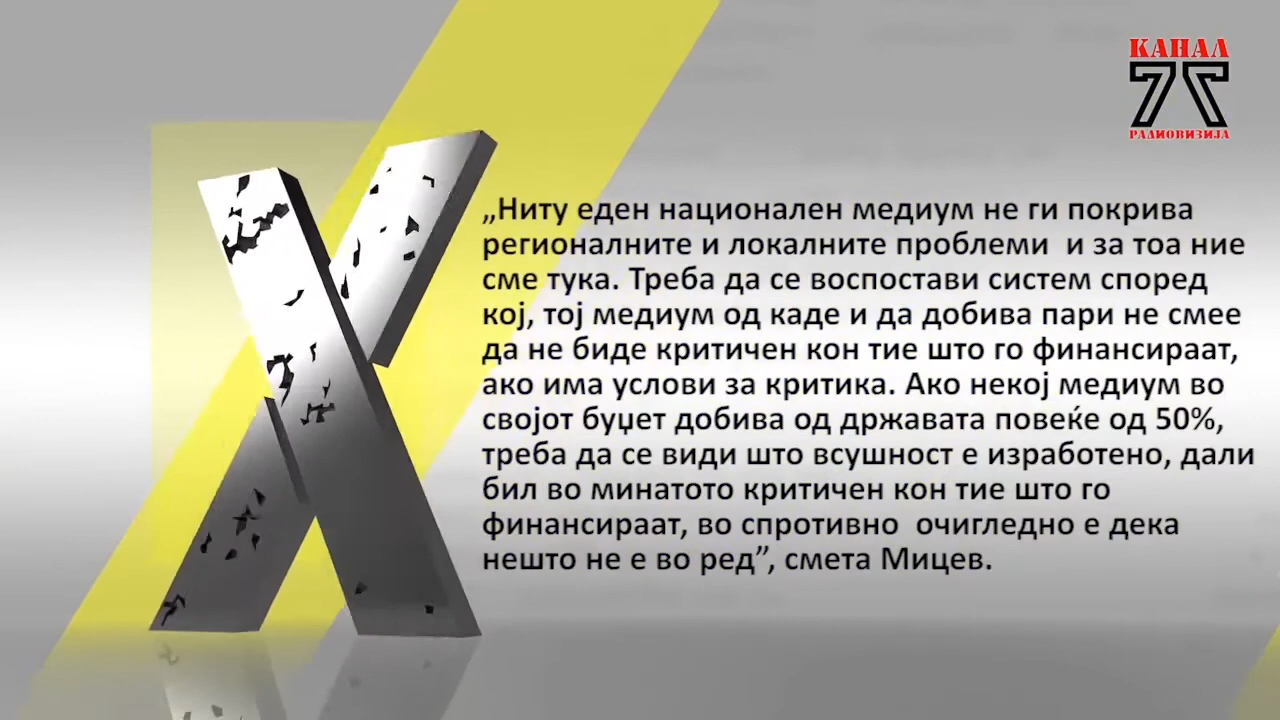 КАНАЛ
77
РАДИОВИЗИЈА
„Ниту еден национален медиум не ги покрива
регионалните и локалните проблеми и за тоа ние
сме тука. Треба да се воспостави систем според
кој, тој медиум од каде и да добива пари не смее
да не биде критичен кон тие што го финансираат,
ако има услови за критика. Ако некој медиум во
својот буџет добива од државата повеќе од 50%,
треба да се види што всушност е изработено, дали
бил во минатото критичен кон тие што го
финансираат, во спротивно очигледно е дека
нешто не е во ред”, смета Мицев.